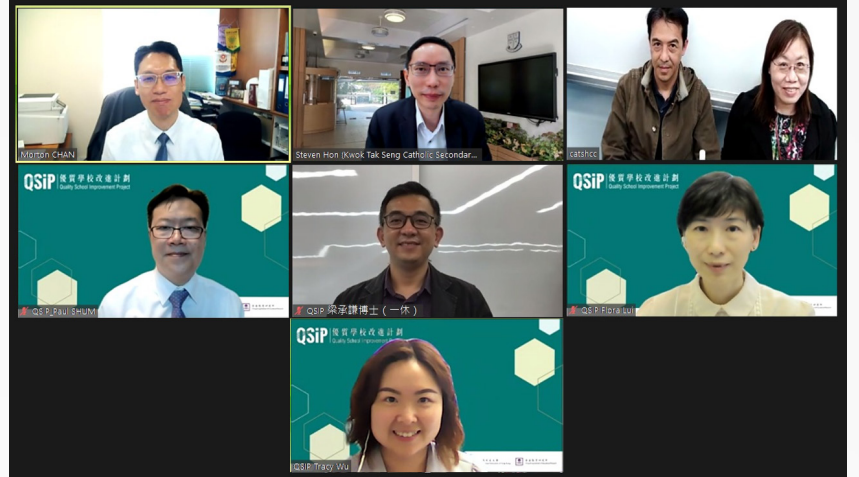 Morton CHAN
Steven Hon (Kwok Tak Seng Catholic Secondar...
catshcc
QSiP
優質學校改進計劃
Quality School Improvement Project
QSIP_Paul SHUM
QSIP 梁承謙博士（一休）
QSiP
優質學校改進計劃
Quality School Improvement Project
QSIP Flora Lui
QSiP
優質學校改進計劃
Quality School Improvement Project
QSIP Tracy Wu